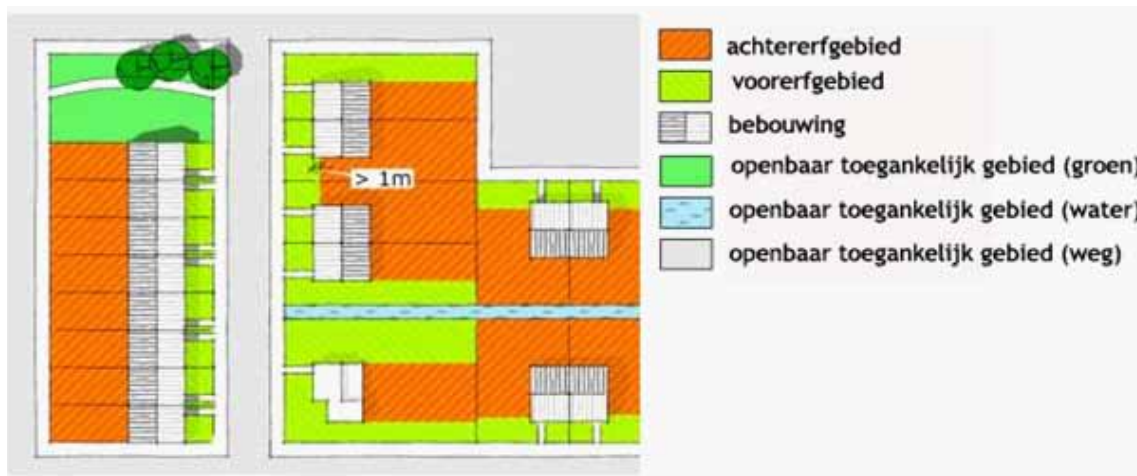 > 1m
achtererfgebied
voorerfgebied
bebouwing
openbaar toegankelijk gebied (groen)
openbaar toegankelijk gebied (water)
openbaar toegankelijk gebied (weg)